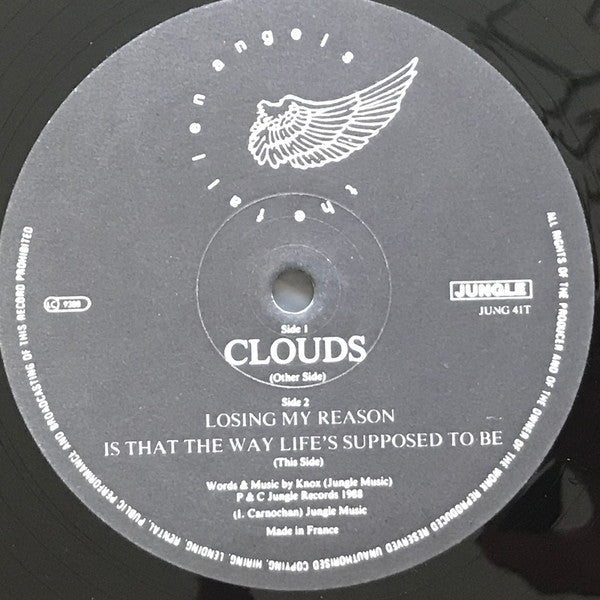 the fallen angels
LC
JUNGLE
JUNG 41T
Side 1
CLOUDS
(Other Side)
Side 2
LOSING MY REASON
IS THAT THE WAY LIFE'S SUPPOSED TO BE
(This Side)
Words & Music by Knox (Jungle Music)
P & C Jungle Records 1988
(I. Carnochan) Jungle Music
Made in France
ALL RIGHTS OF THE PRODUCER AND OF THE OWNER OF THE WORK REPRODUCED RESERVED UNAUTHORISED COPYING, HIRING, LENDING, RENTAL, PUBLIC PERFORMANCE AND BROADCASTING OF THIS RECORD PROHIBITED